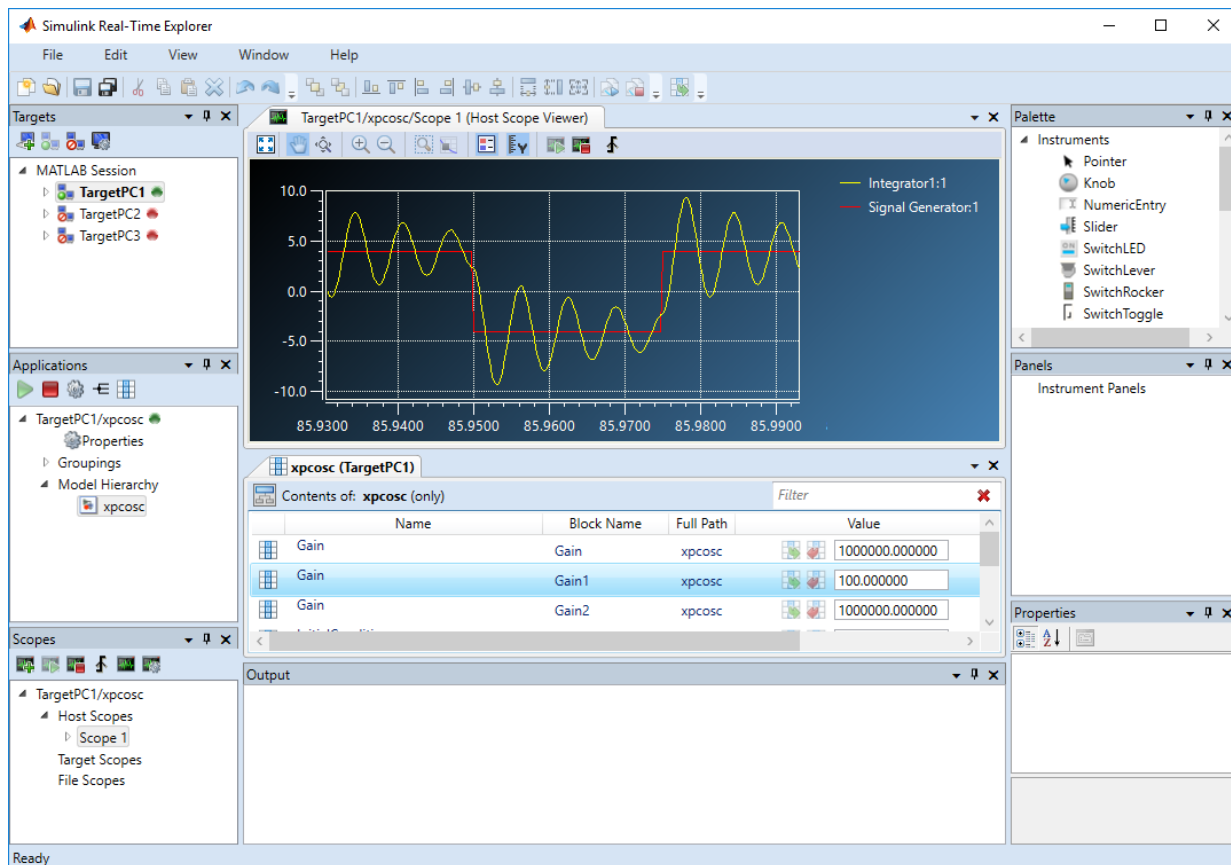 Simulink Real-Time Explorer
File Edit View Window Help
Targets
MATLAB Session
TargetPC1
TargetPC2
TargetPC3
Applications
TargetPC1/xpcosc
Properties
Groupings
Model Hierarchy
xpcosc
Scopes
TargetPC1/xpcosc
Host Scopes
Scope 1
Target Scopes
File Scopes
TargetPC1/xpcosc/Scope 1 (Host Scope Viewer)
10.0
5.0
0.0
-5.0
-10.0
85.9300 85.9400 85.9500 85.9600 85.9700 85.9800 85.9900
Integrator1:1
Signal Generator:1
xpcosc (TargetPC1)
Contents of: xpcosc (only) Filter
Name Block Name Full Path Value
Gain Gain xpcosc 1000000.000000
Gain Gain1 xpcosc 100.000000
Gain Gain2 xpcosc 1000000.000000
Output
Palette
Instruments
Pointer
Knob
NumericEntry
Slider
SwitchLED
SwitchLever
SwitchRocker
SwitchToggle
Panels
Instrument Panels
Properties
Ready